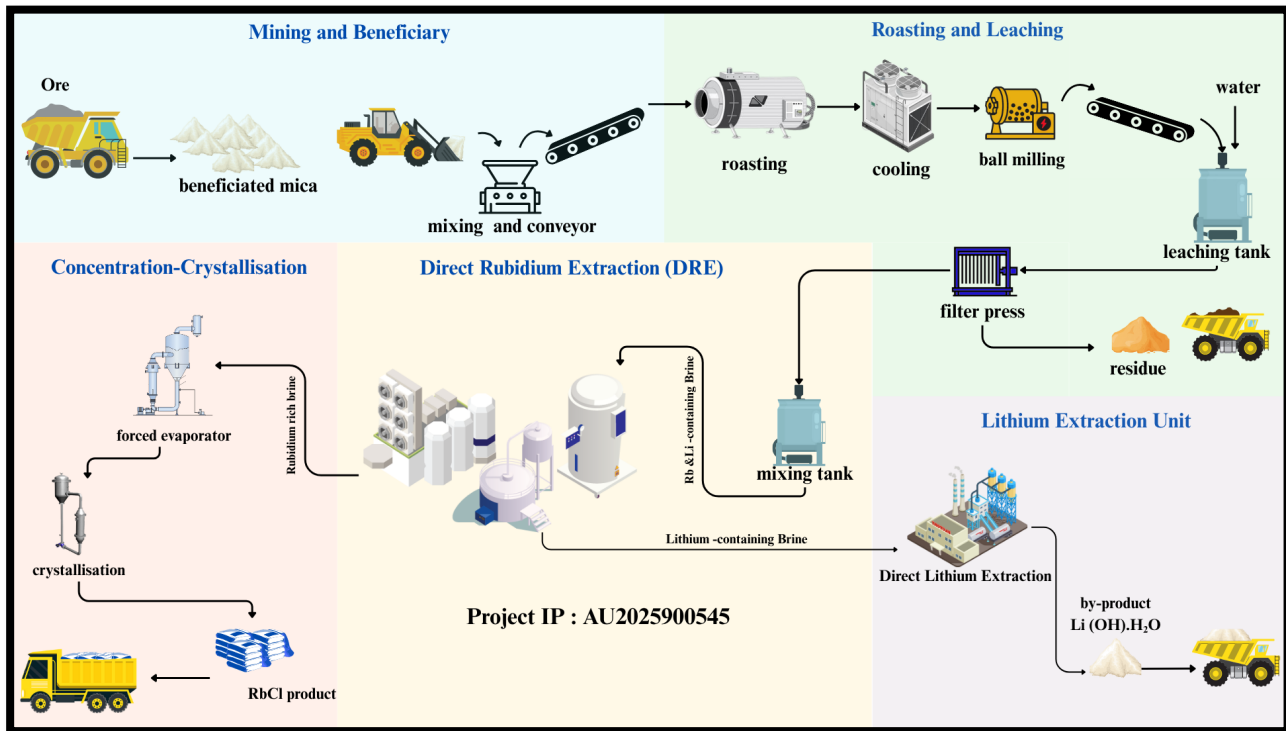 Mining and Beneficiary
Ore
beneficiated mica
mixing and conveyor
Roasting and Leaching
roasting
cooling
ball milling
water
leaching tank
filter press
residue
Concentration-Crystallisation
forced evaporator
Rubidium rich brine
crystallisation
RbCl product
Direct Rubidium Extraction (DRE)
Rb &Li -containing Brine
mixing tank
Lithium -containing Brine
Project IP : AU2025900545
Lithium Extraction Unit
Direct Lithium Extraction
by-product
Li (OH).H₂O